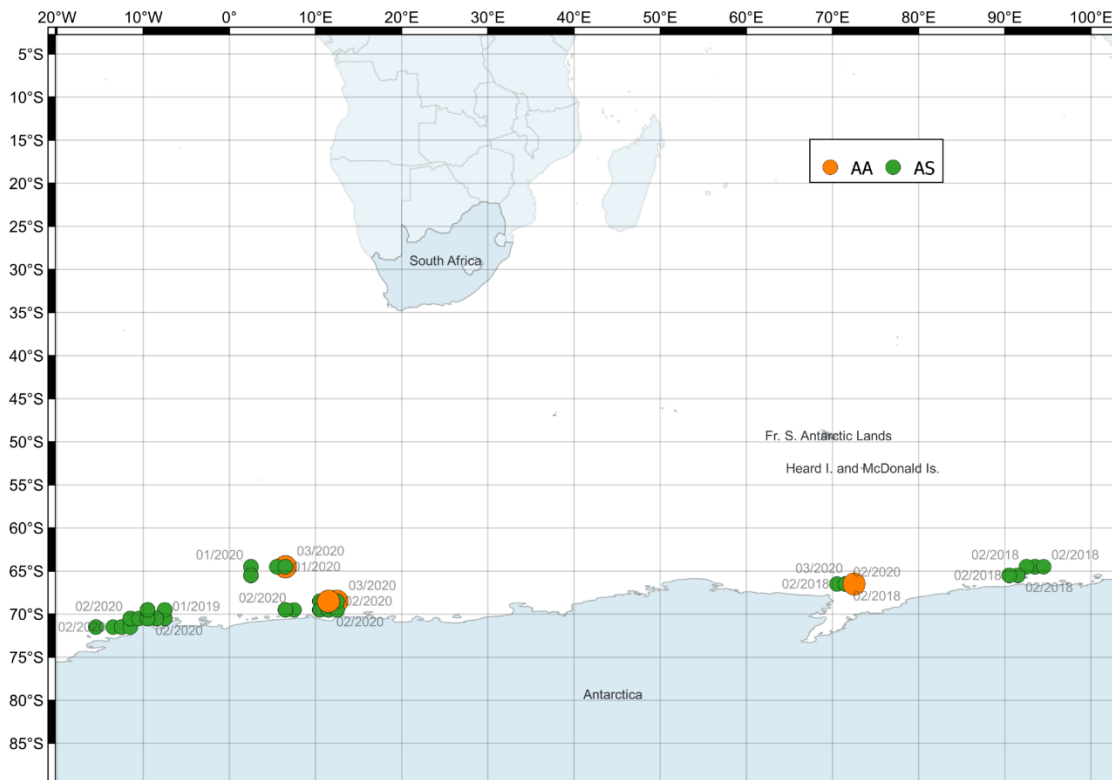 20°W 10°W 0°E 10°E 20°E 30°E 40°E 50°E 60°E 70°E 80°E 90°E 100°E
5°S
10°S
15°S
AA AS
20°S
25°S
South Africa
30°S
35°S
40°S
45°S
Fr. S. Antarctic Lands
50°S
Heard I. and McDonald Is.
55°S
60°S
01/2020 03/2020 02/2018 02/2018
01/2020
65°S
03/2020 02/2020 02/2018
02/2018 02/2018
02/2018
02/2020 03/2020
02/2020 01/2019 02/2020
70°S
02/2020 02/2020
75°S
Antarctica
80°S
85°S